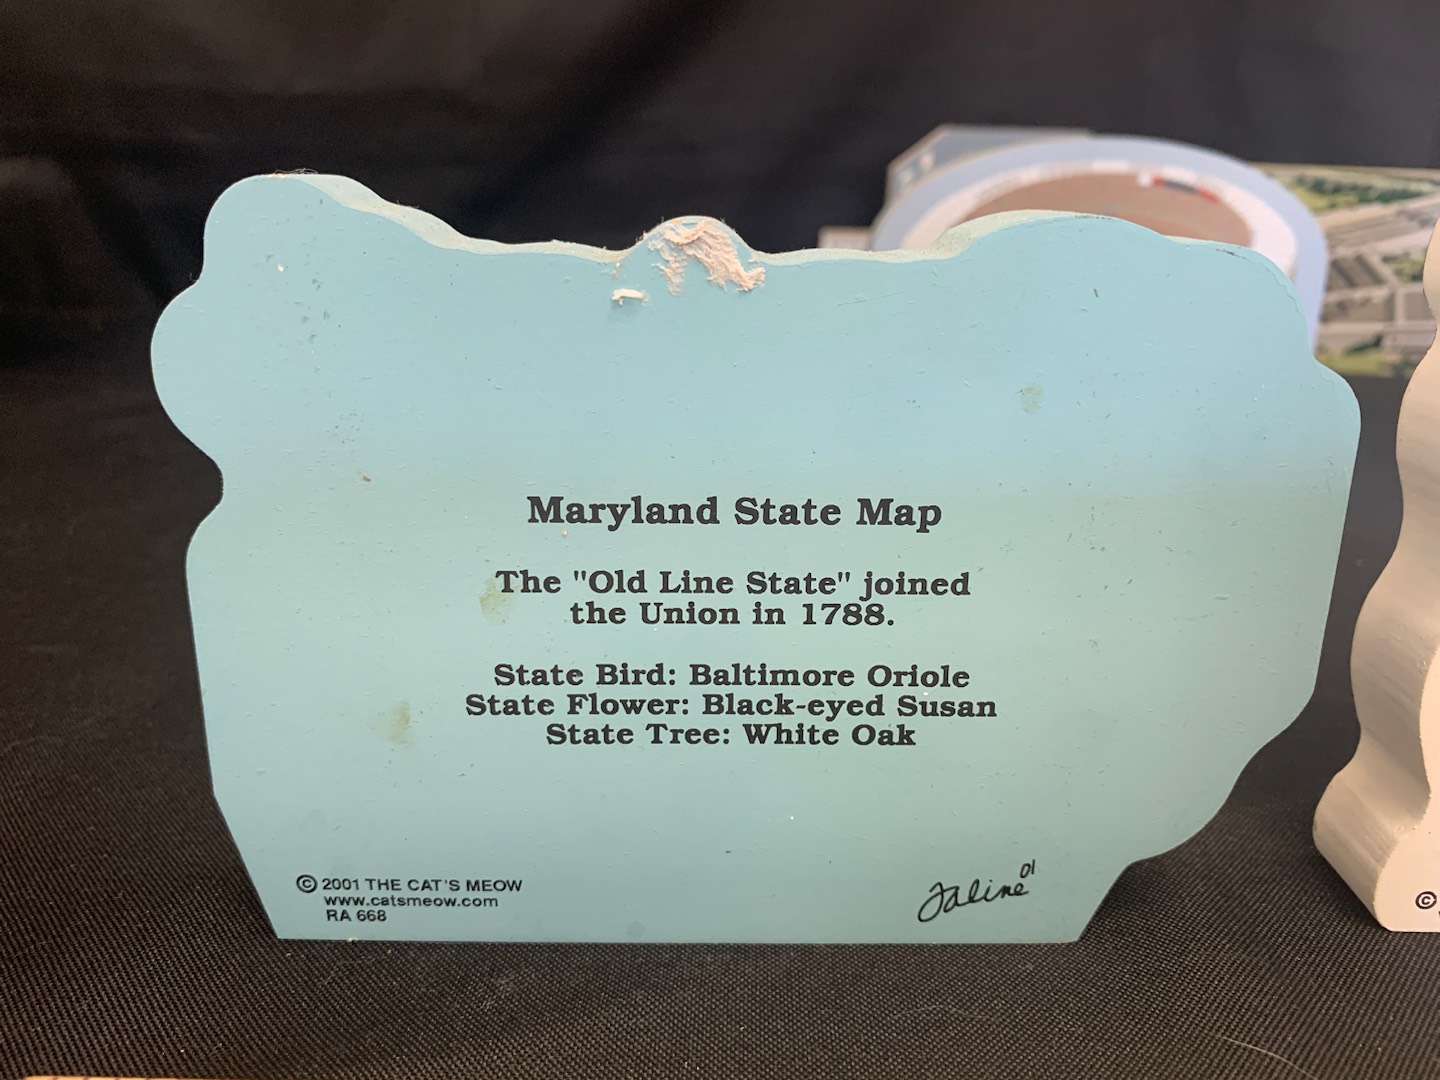 Maryland State Map
The "Old Line State" joined
the Union in 1788.
State Bird: Baltimore Oriole
State Flower: Black-eyed Susan
State Tree: White Oak
© 2001 THE CAT'S MEOW
www.catsmeow.com
RA 668
Faline 01
©